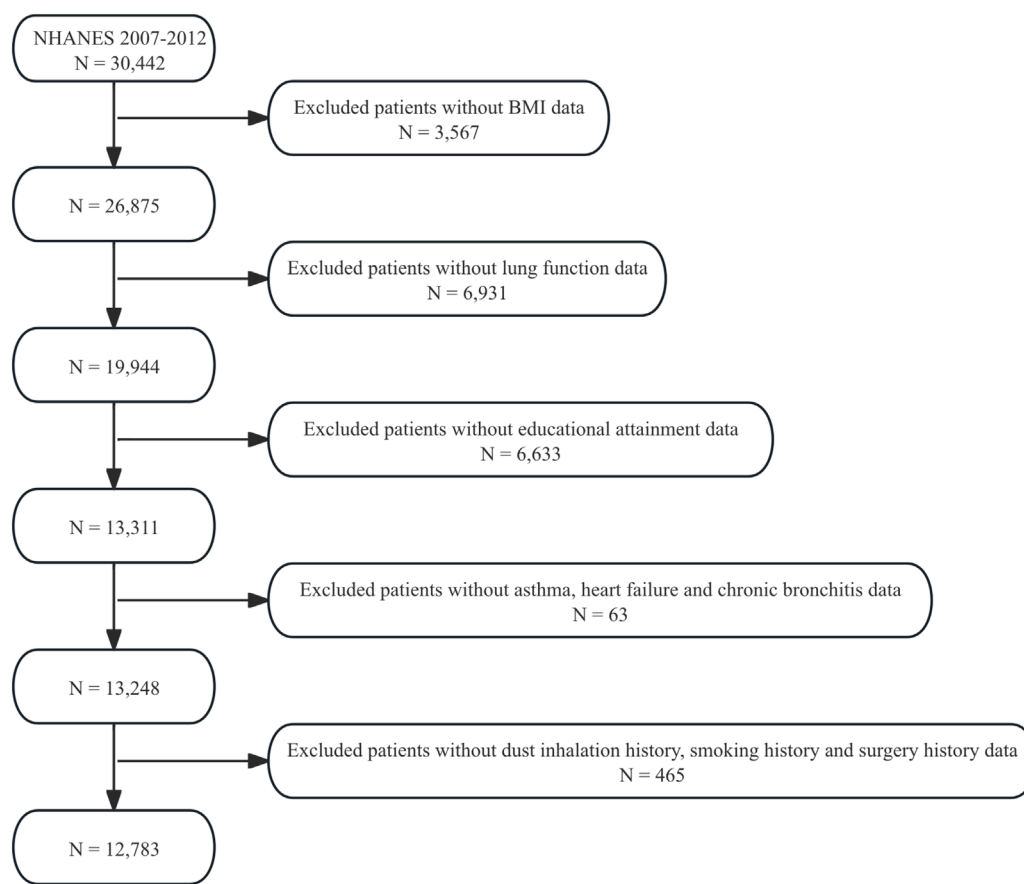 NHANES 2007-2012
N = 30,442
Excluded patients without BMI data
N = 3,567
N = 26,875
Excluded patients without lung function data
N = 6,931
N = 19,944
Excluded patients without educational attainment data
N = 6,633
N = 13,311
Excluded patients without asthma, heart failure and chronic bronchitis data
N = 63
N = 13,248
Excluded patients without dust inhalation history, smoking history and surgery history data
N = 465
N = 12,783